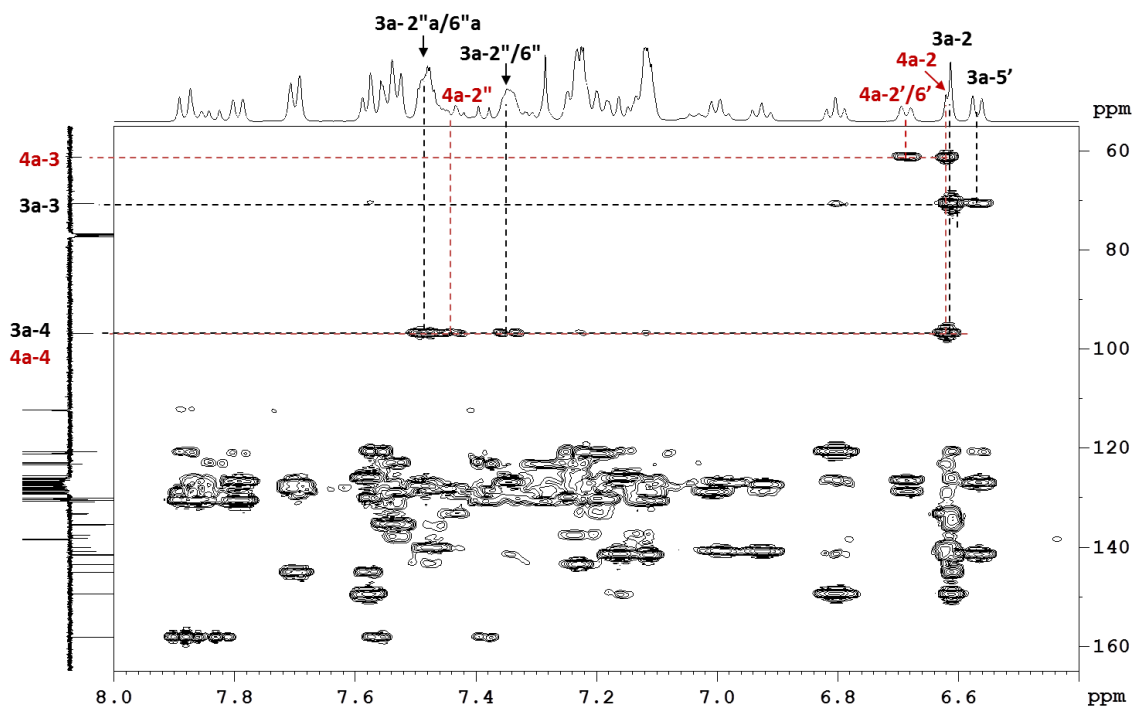 3a-2"a/6"a
3a-2"/6"
3a-2
4a-2
4a-2"
4a-2’/6’
3a-5’
ppm
4a-3
60
3a-3
80
3a-4
4a-4
100
120
140
160
8.0 7.8 7.6 7.4 7.2 7.0 6.8 6.6 ppm